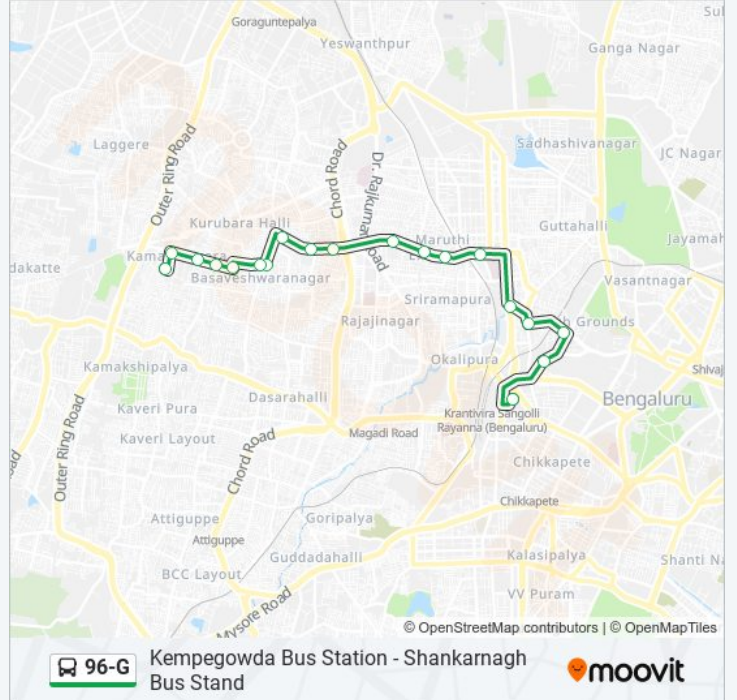 Sul
Goraguntepalya
Yeswanthpur
Ganga Nagar
Laggere
Outer Ring Road
Chord Road
Dr. Rajkumar Road
Sadhashivanagar
JC Nagar
Kurubara Halli
Guttahalli
Maruthi
Jayamah
Kama
dakatte
Basaveshwaranagar
Vasantnagar
Sriramapura
Rajajinagar
h Grounds
Okalipura
Kamakshipalya
Shivaj
Dasarahalli
Bengaluru
Kaveri Pura
Krantivira Sangolli
Rayanna (Bengaluru)
Magadi Road
Kaveri Layout
Outer Ring Road
Chord Road
Chikkapete
Chikkapete
Attiguppe
Goripalya
Attiguppe
Guddadahalli
Kalasipalya
Shanti Na
BCC Layout
VV Puram
Mysore Road
© OpenStreetMap contributors | © OpenMapTiles
96-G
Kempegowda Bus Station - Shankarnagh
Bus Stand
moovit